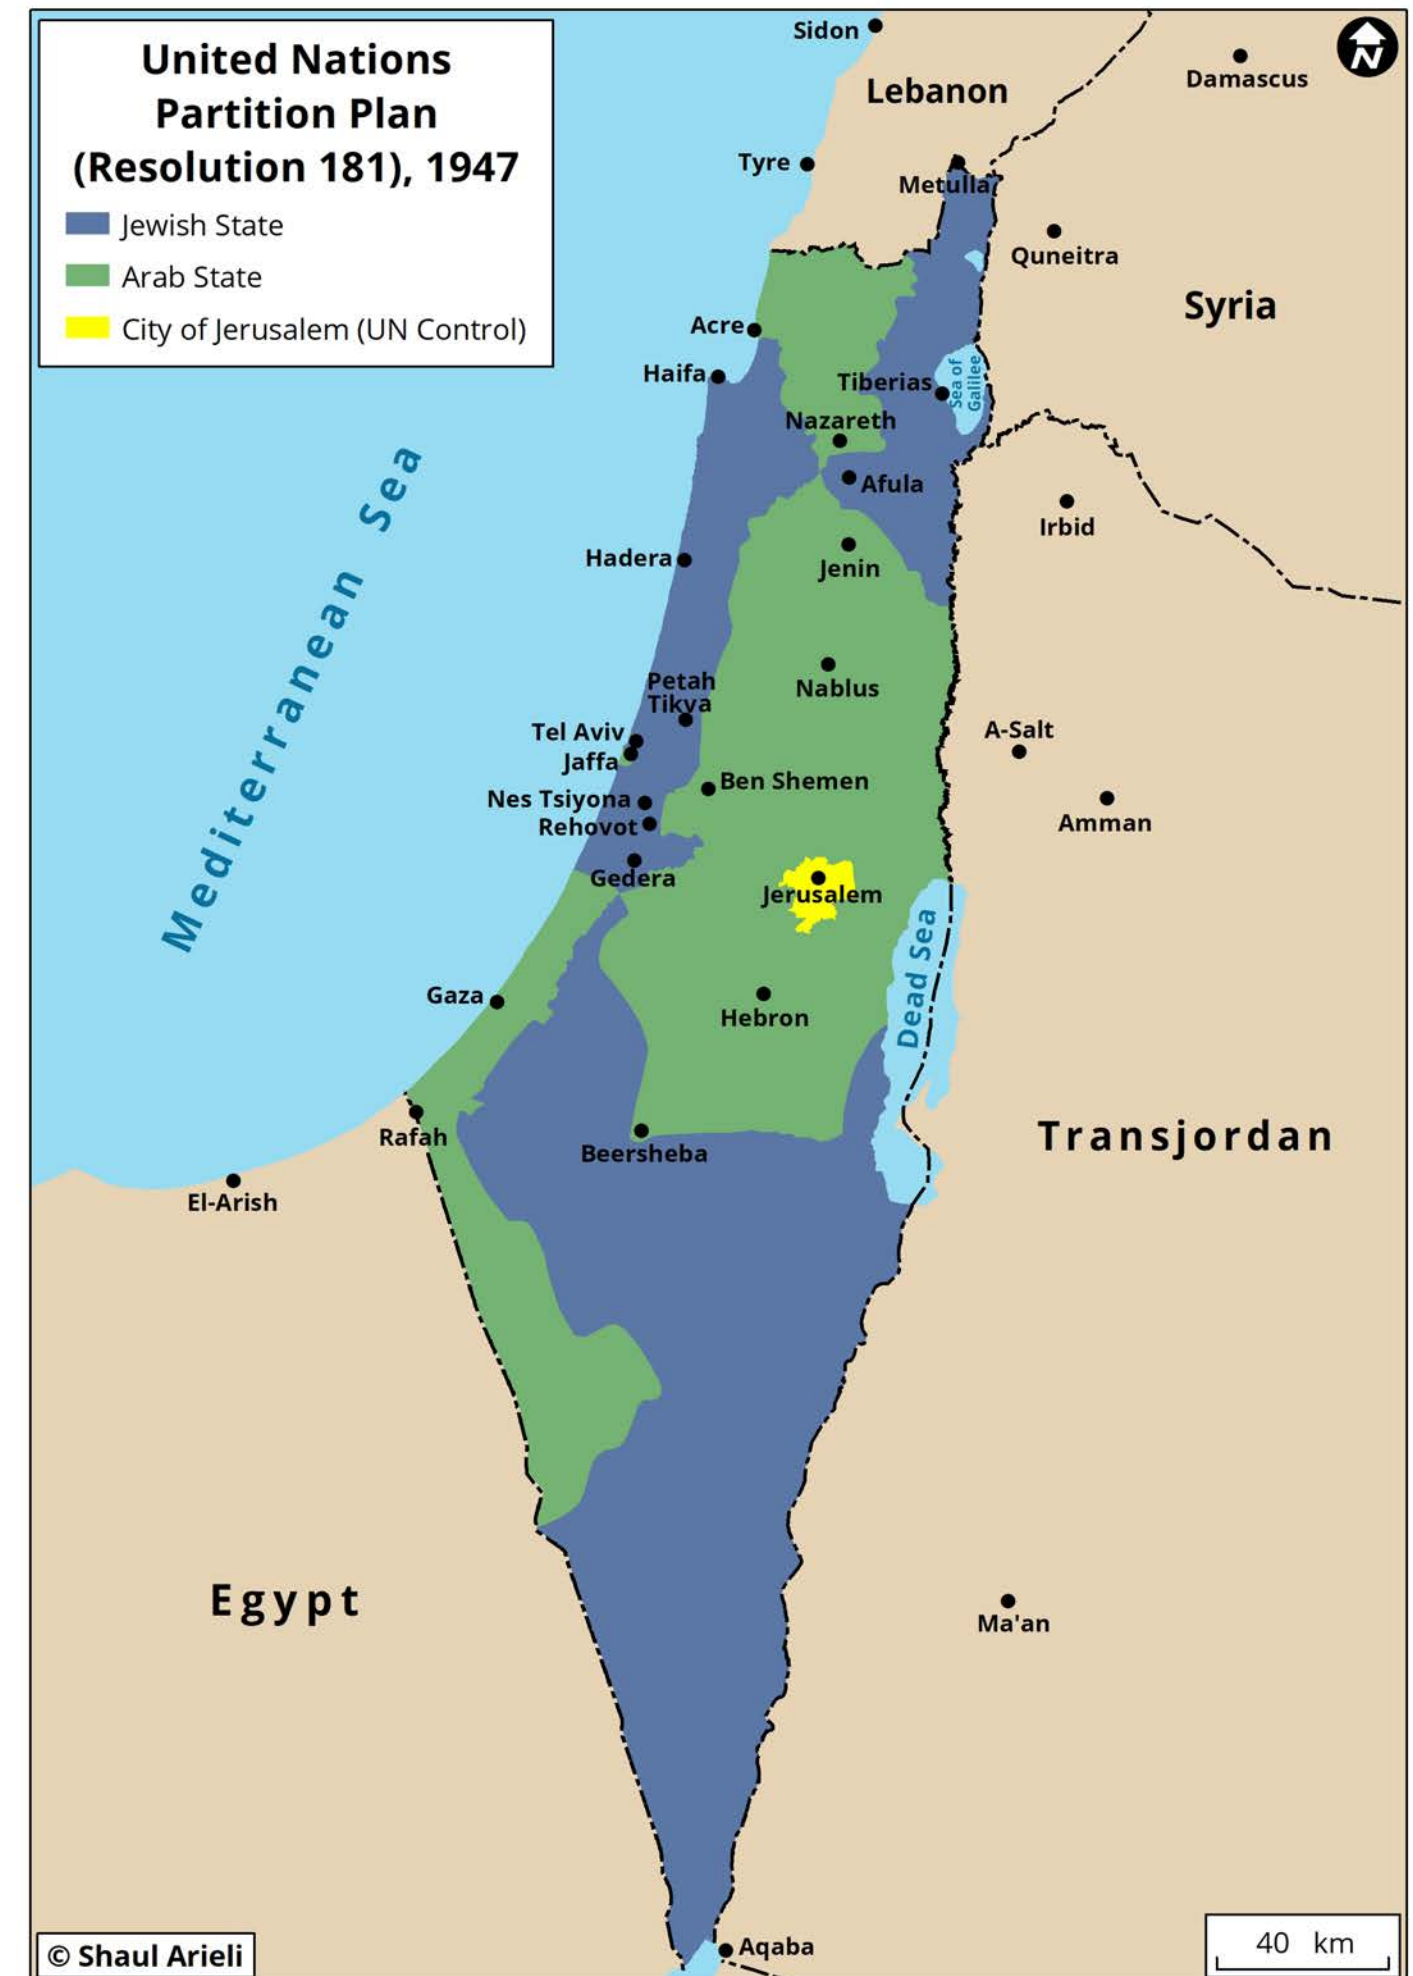 United Nations
Partition Plan
(Resolution 181), 1947
Jewish State
Arab State
City of Jerusalem (UN Control)
N
Sidon
Damascus
Lebanon
Tyre
Metulla
Quneitra
Syria
Acre
Haifa
Tiberias
Sea of
Galilee
Nazareth
Afula
Irbid
Mediterranean Sea
Hadera
Jenin
Petah
Tikva
Nablus
Tel Aviv
Jaffa
A-Salt
Ben Shemen
Nes Tsiyona
Rehovot
Amman
Gedera
Jerusalem
Dead Sea
Gaza
Hebron
Rafah
Beersheba
Transjordan
El-Arish
Egypt
Ma'an
Aqaba
40 km
© Shaul Arieli